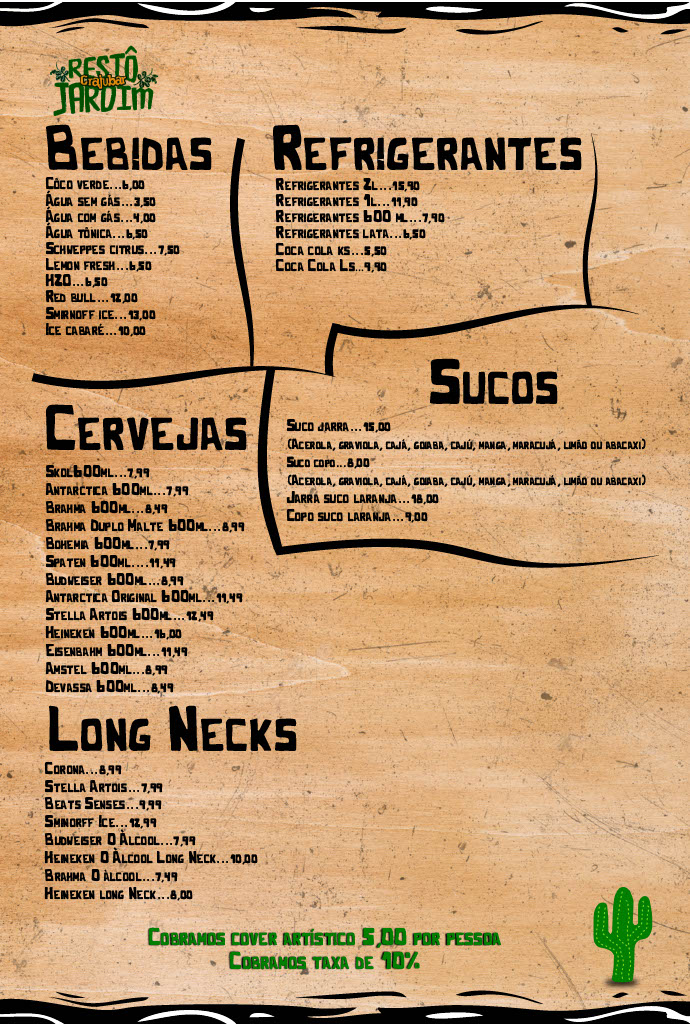 RESTÔ
Grajubar
JARDIM
Bebidas
Côco verde...6,00
Água sem gás...3,50
Água com gás...4,00
Água tônica...6,50
Schweppes citrus...7,50
Lemon fresh...6,50
H2O...6,50
Red bull...12,00
Smirnoff ice...13,00
Ice cabaré...10,00
Refrigerantes
Refrigerantes 2L...15,90
Refrigerantes 1L...11,90
Refrigerantes 600 ml...7,90
Refrigerantes lata...6,50
Coca cola ks...5,50
Coca Cola Ls...9,90
Sucos
Suco Jarra...15,00
(Acerola, graviola, cajá, goiaba, cajú, manga, maracujá, limão ou abacaxi)
Suco copo...8,00
(Acerola, graviola, cajá, goiaba, cajú, manga, maracujá, limão ou abacaxi)
Jarra suco laranja...18,00
Copo suco laranja...9,00
Cervejas
Skol600ml...7,99
Antarctica 600ml...7,99
Brahma 600ml...8,49
Brahma Duplo Malte 600ml...8,99
Bohemia 600ml...7,99
Spaten 600ml....11,49
Budweiser 600ml...8,99
Antarctica Original 600ml...11,49
Stella Artois 600ml...12,49
Heineken 600ml...16,00
Eisenbahm 600ml...11,49
Amstel 600ml...8,99
Devassa 600ml...8,49
Long Necks
Corona...8,99
Stella Artois...7,99
Beats Senses...9,99
Sminorff Ice...12,99
Budweiser 0 Àlcool...7,99
Heineken 0 Àlcool Long Neck...10,00
Brahma 0 àlcool...7,49
Heineken long Neck...8,00
Cobramos cover artístico 5,00 por pessoa
Cobramos taxa de 10%